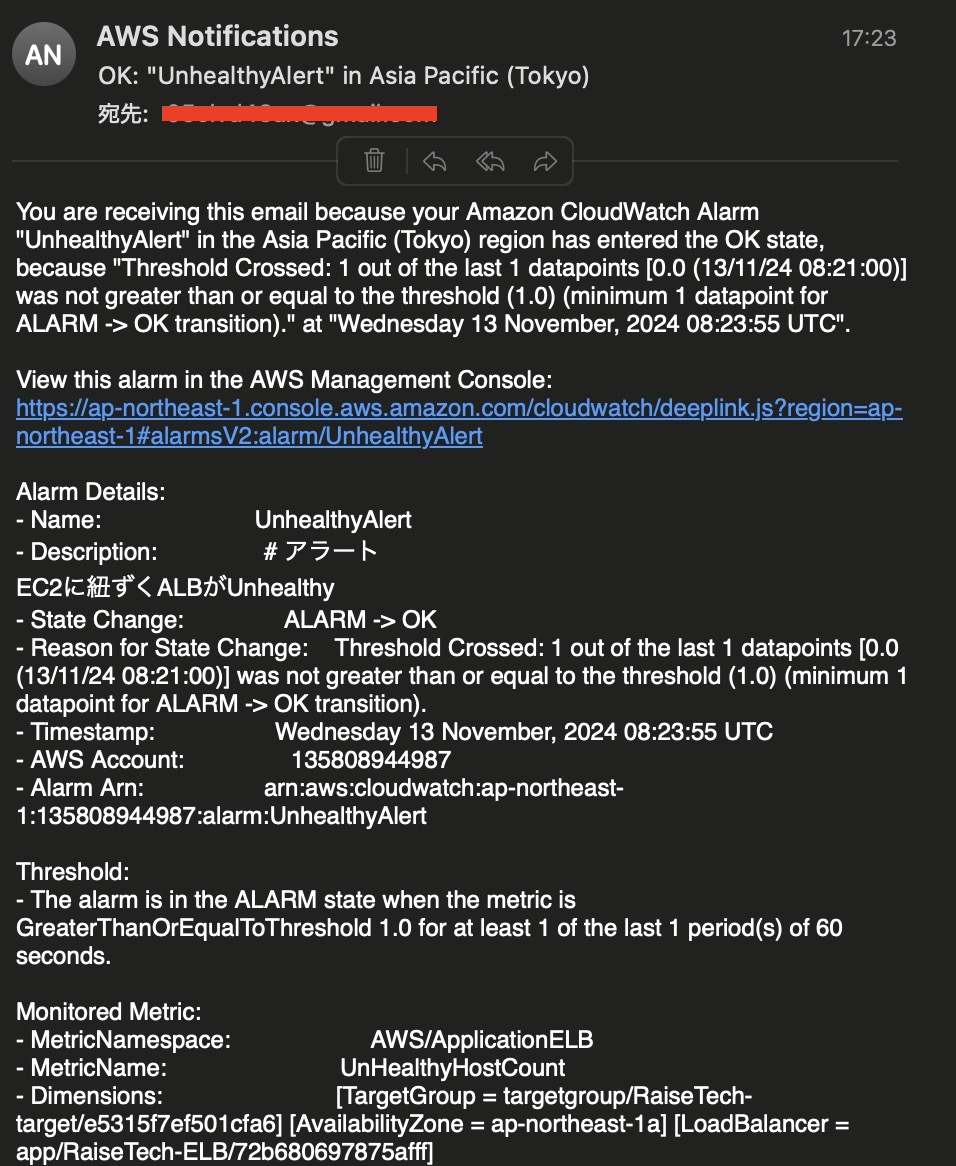 AN
AWS Notifications
17:23
OK: "UnhealthyAlert" in Asia Pacific (Tokyo)
宛先:
You are receiving this email because your Amazon CloudWatch Alarm
"UnhealthyAlert" in the Asia Pacific (Tokyo) region has entered the OK state,
because "Threshold Crossed: 1 out of the last 1 datapoints [0.0 (13/11/24 08:21:00)]
was not greater than or equal to the threshold (1.0) (minimum 1 datapoint for
ALARM -> OK transition)." at "Wednesday 13 November, 2024 08:23:55 UTC".
View this alarm in the AWS Management Console:
https://ap-northeast-1.console.aws.amazon.com/cloudwatch/deeplink.js?region=ap-
northeast-1#alarmsV2:alarm/UnhealthyAlert
Alarm Details:
- Name: UnhealthyAlert
- Description: # アラート
EC2に紐ずくALBがUnhealthy
- State Change: ALARM -> OK
- Reason for State Change: Threshold Crossed: 1 out of the last 1 datapoints [0.0
(13/11/24 08:21:00)] was not greater than or equal to the threshold (1.0) (minimum 1
datapoint for ALARM -> OK transition).
- Timestamp: Wednesday 13 November, 2024 08:23:55 UTC
- AWS Account: 135808944987
- Alarm Arn: arn:aws:cloudwatch:ap-northeast-
1:135808944987:alarm:UnhealthyAlert
Threshold:
- The alarm is in the ALARM state when the metric is
GreaterThanOrEqualToThreshold 1.0 for at least 1 of the last 1 period(s) of 60
seconds.
Monitored Metric:
- MetricNamespace: AWS/ApplicationELB
- MetricName: UnHealthyHostCount
- Dimensions: [TargetGroup = targetgroup/RaiseTech-
target/e5315f7ef501cfa6] [AvailabilityZone = ap-northeast-1a] [LoadBalancer =
app/RaiseTech-ELB/72b680697875afff]